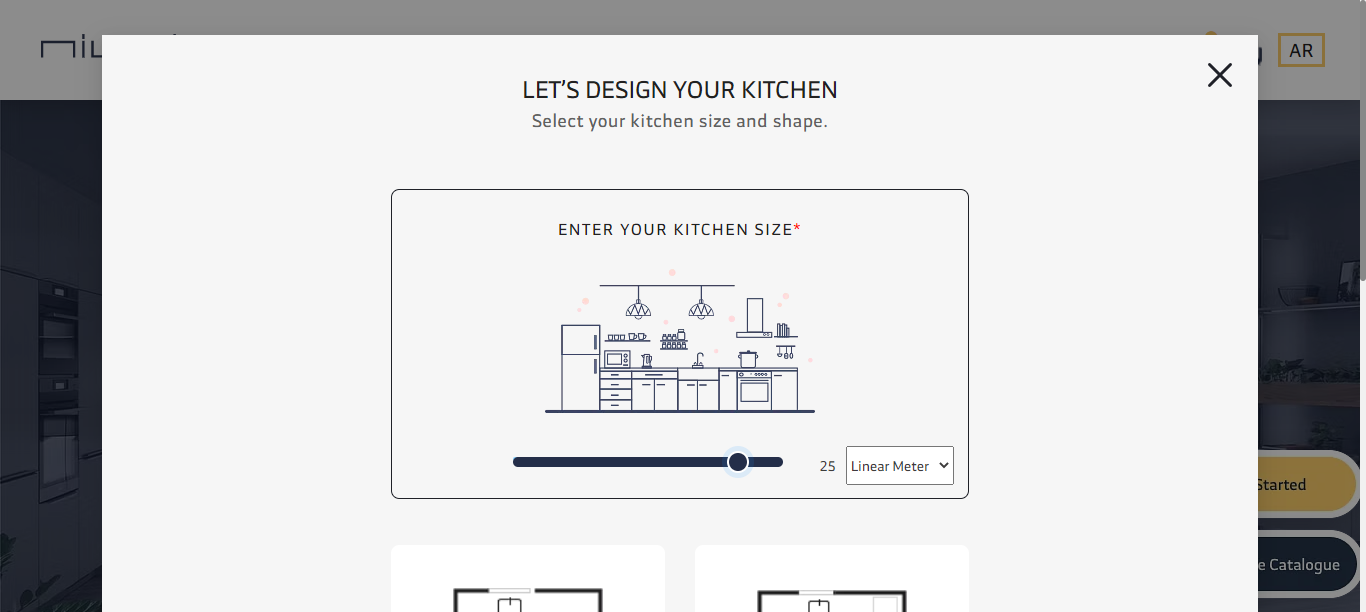 AR
LET’S DESIGN YOUR KITCHEN
Select your kitchen size and shape.
ENTER YOUR KITCHEN SIZE*
25
Linear Meter
Started
e Catalogue